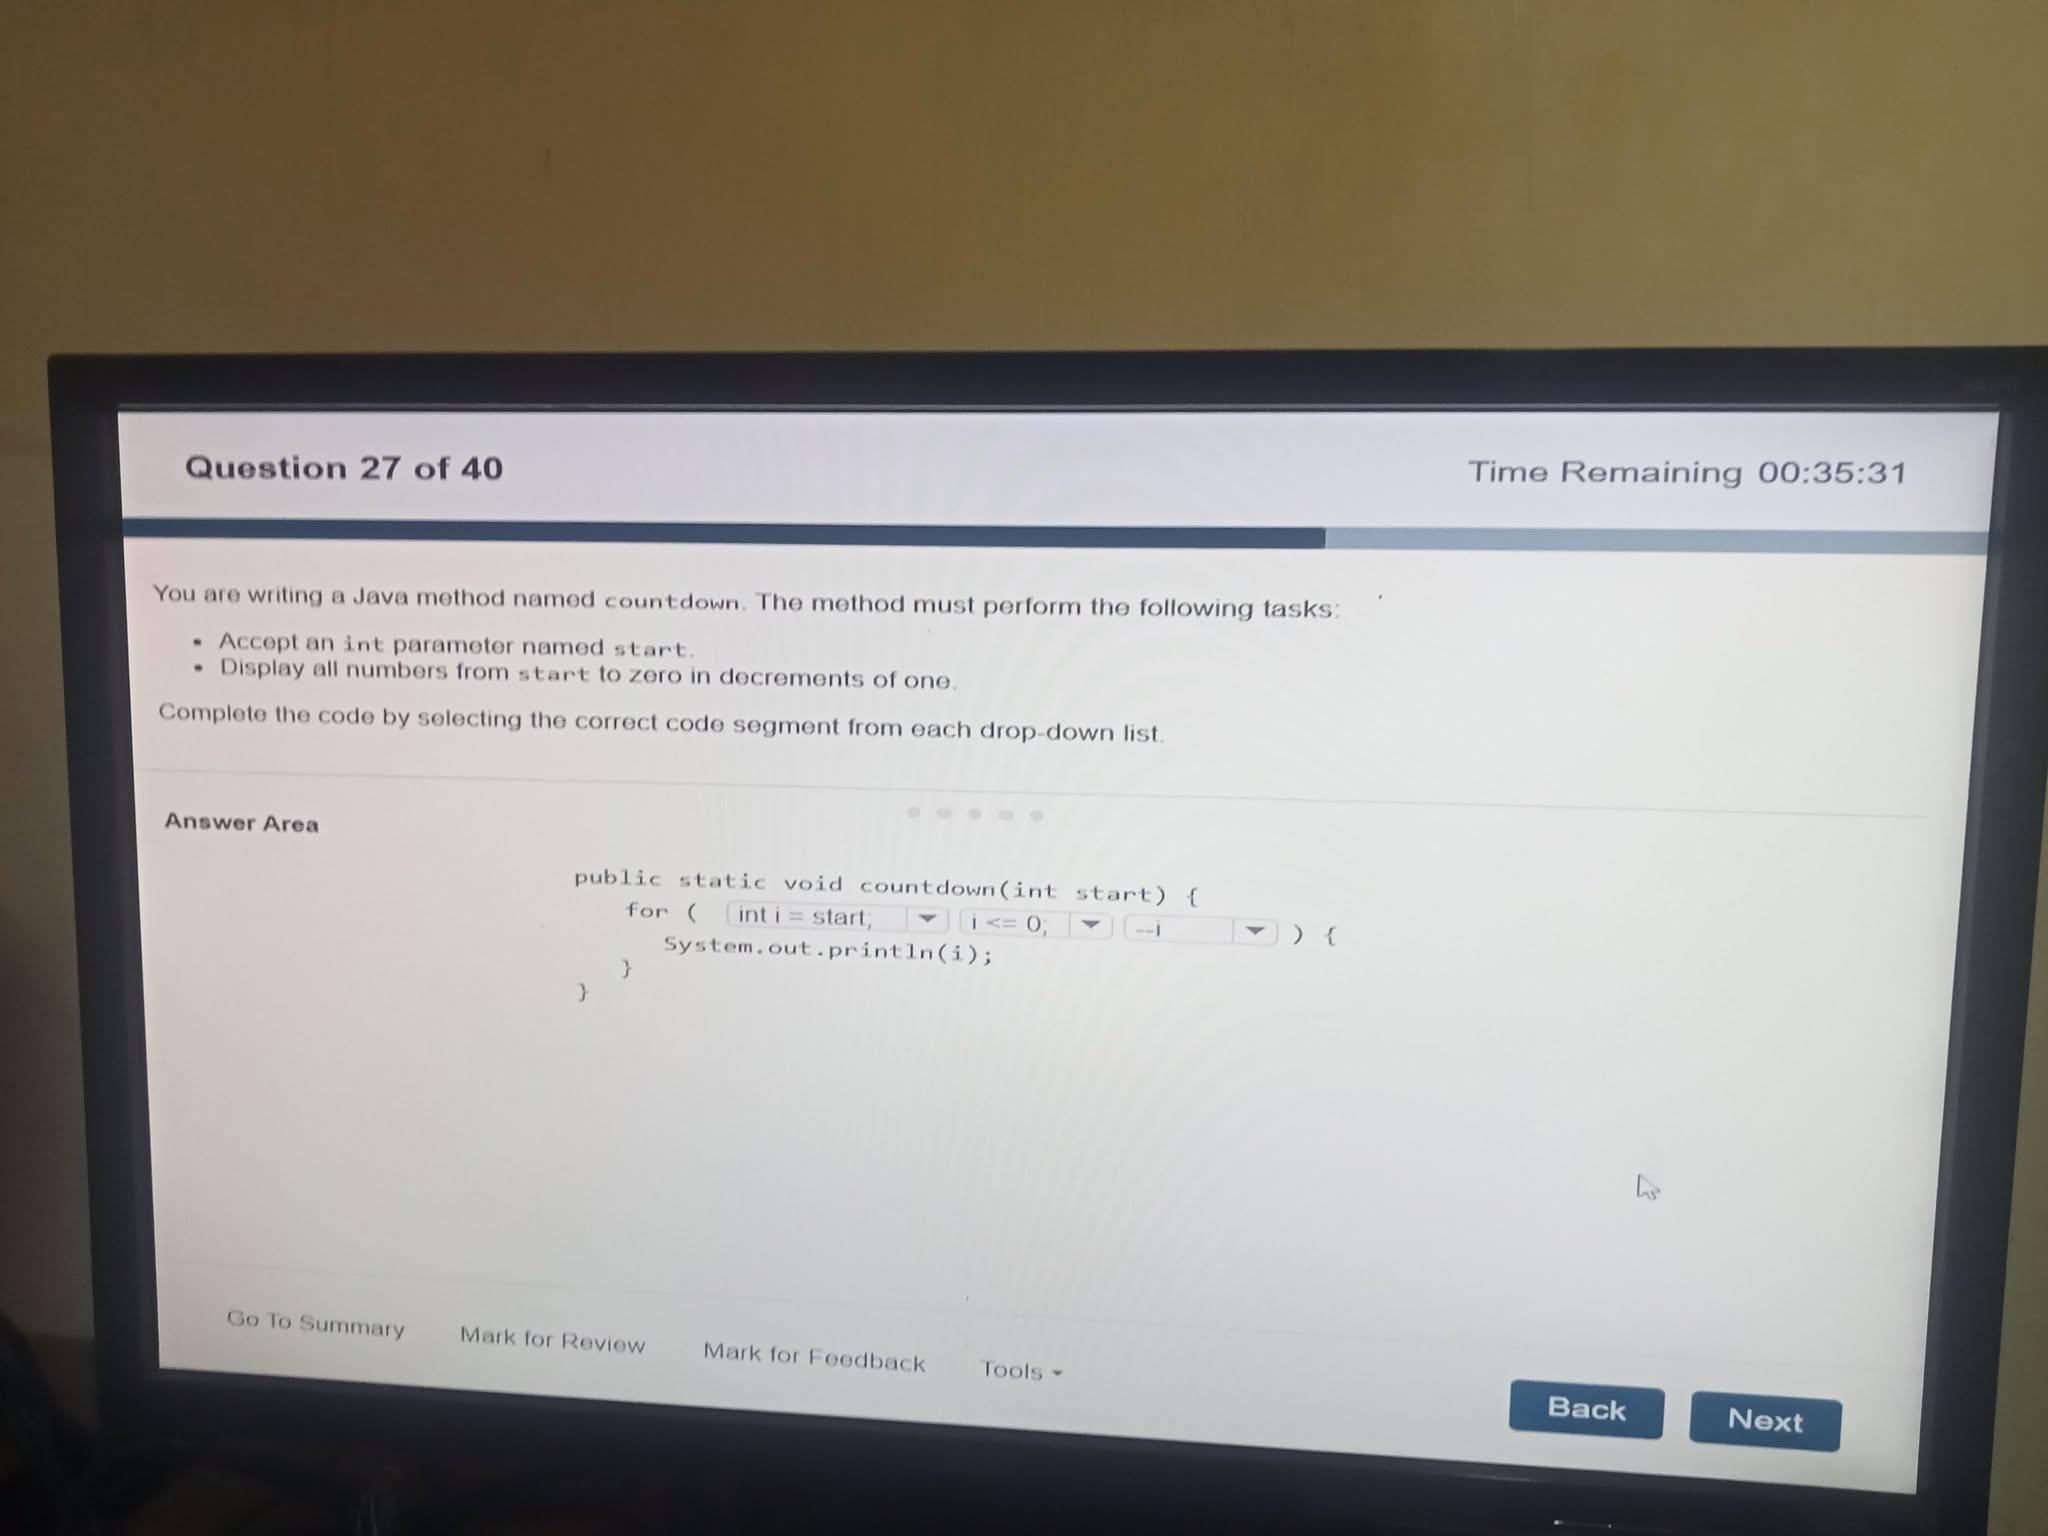 Question 27 of 40
Time Remaining 00:35:31
You are writing a Java method named countdown. The method must perform the following tasks:
• Accept an int parameter named start.
• Display all numbers from start to zero in decrements of one.
Complete the code by selecting the correct code segment from each drop-down list.
Answer Area
public static void countdown(int start) {
for ( int i = start; i <= 0; --i ) {
System.out.println(i);
}
}
Go To Summary
Mark for Review
Mark for Feedback
Tools
Back
Next